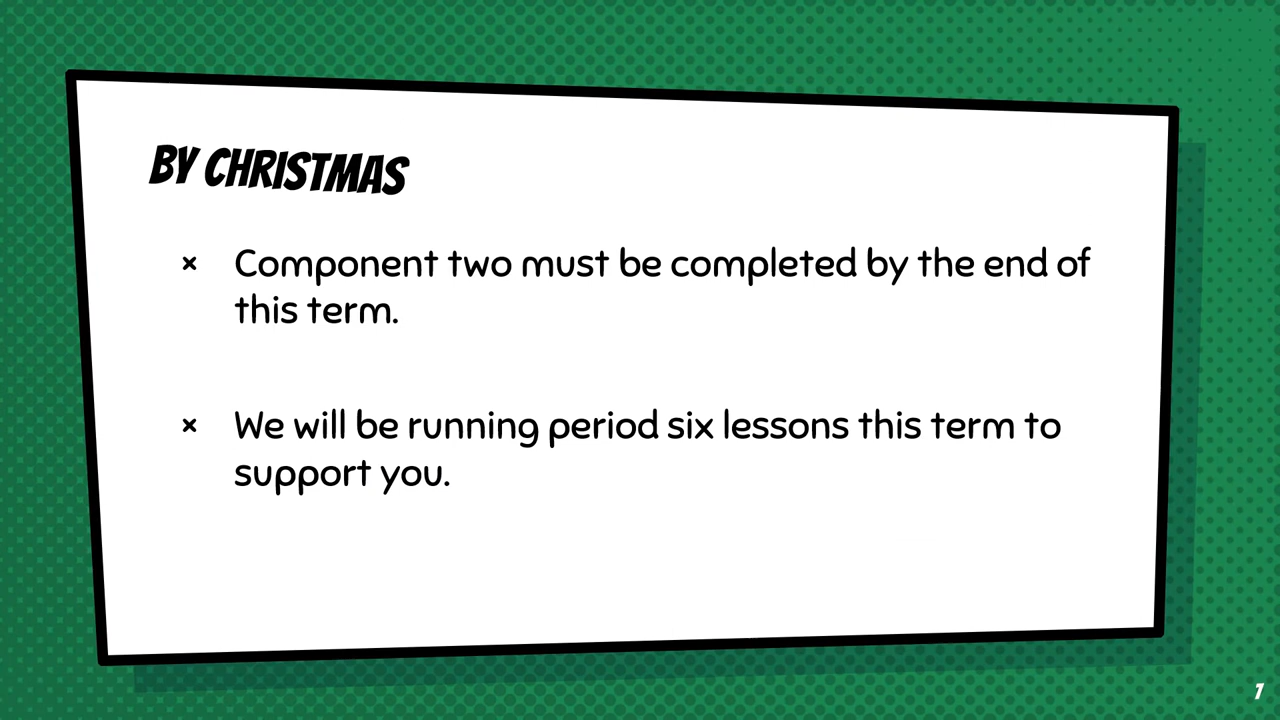 BY CHRISTMAS
× Component two must be completed by the end of
this term.
× We will be running period six lessons this term to
support you.
7